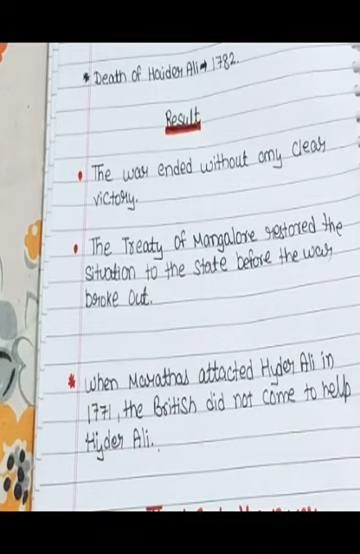 * Death of Haider Ali → 1782.
Result
• The war ended without any clear
victory.
• The Treaty of Mangalore restored the
situation to the state before the war
broke out.
* When Marathas attacted Hyder Ali in
1771, the British did not come to help
Hyder Ali.